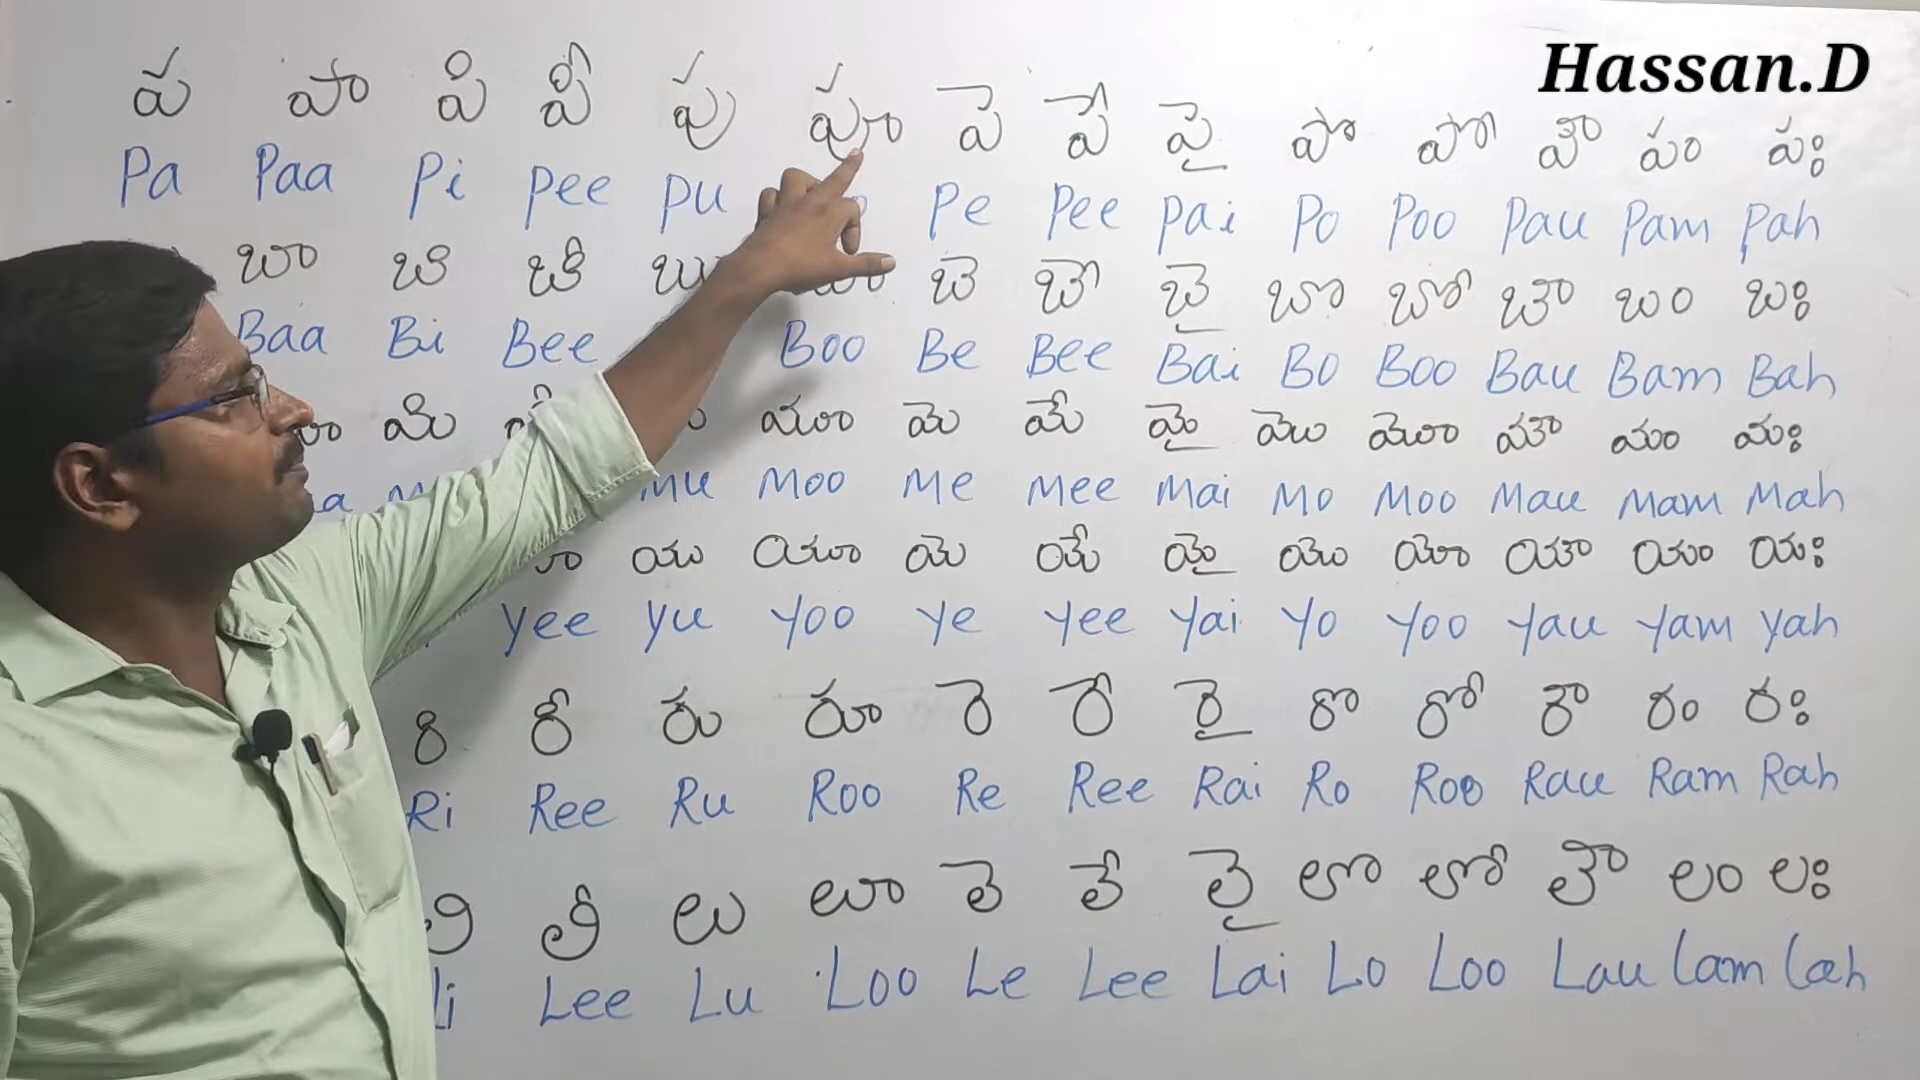 Hassan.D
ప పా పి పీ పు పూ పె పే పై పొ పో పౌ పం పః
Pa Paa Pi Pee Pu Pe Pee Pai Po Poo Pau Pam Pah
బా బి బీ బు బూ బె బే బై బొ బో బౌ బం బః
Baa Bi Bee Boo Be Bee Bai Bo Boo Bau Bam Bah
మి మూ మె మే మై మొ మో మౌ మం మః
Mu Moo Me Mee Mai Mo Moo Mau Mam Mah
యు యూ యె యే యై యొ యో యౌ యం యః
Yee Yu Yoo Ye Yee Yai Yo Yoo Yau Yam Yah
రి రీ రు రూ రె రే రై రొ రో రౌ రం రః
Ri Ree Ru Roo Re Ree Rai Ro Roo Rau Ram Rah
లి లీ లు లూ లె లే లై లొ లో లౌ లం లః
Li Lee Lu Loo Le Lee Lai Lo Loo Lau Lam Lah